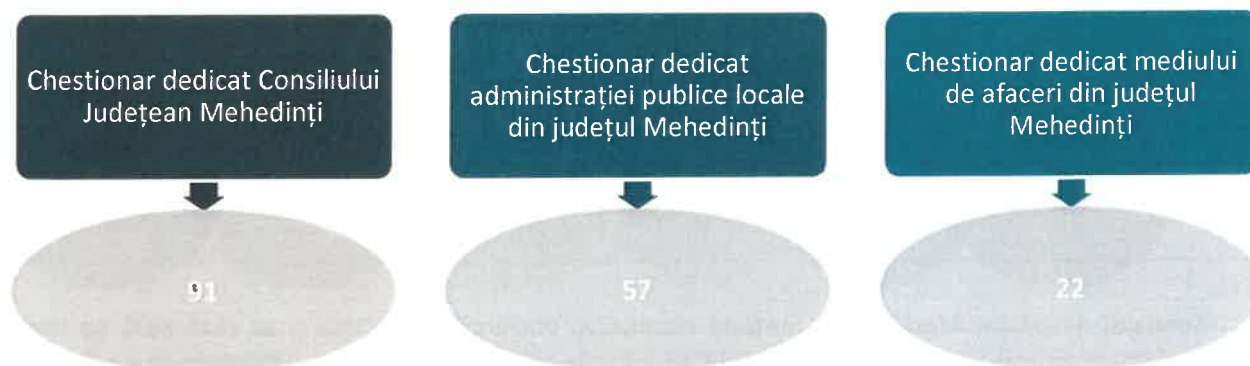 Chestionar dedicat Consiliului
Județean Mehedinți
Chestionar dedicat
administrației publice locale
din județul Mehedinți
Chestionar dedicat mediului
de afaceri din județul
Mehedinți
91
57
22